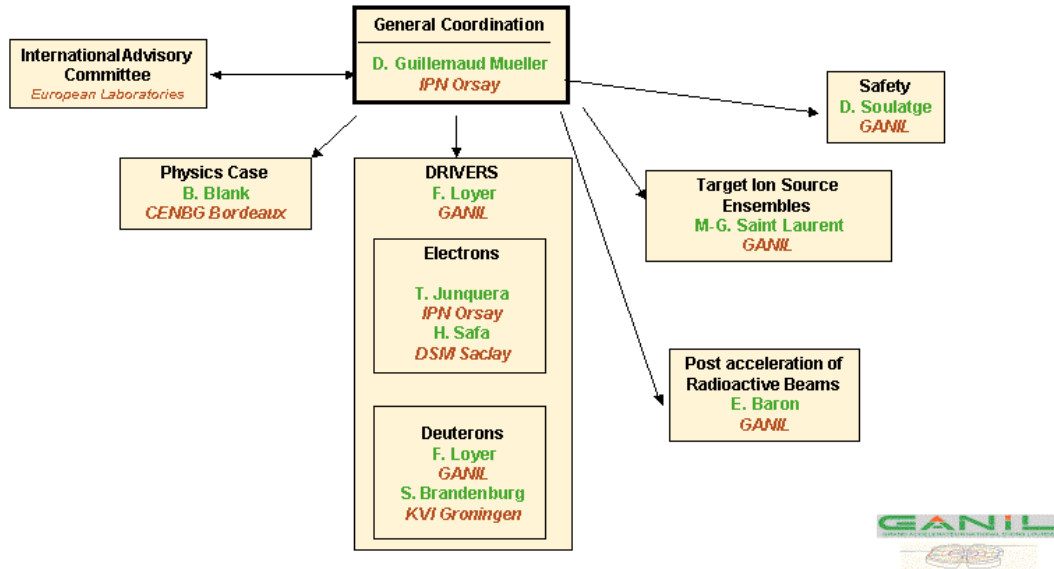 General Coordination
D. Guillemaud Mueller
IPN Orsay
International Advisory
Committee
European Laboratories
Safety
D. Soulatge
GANIL
Physics Case
B. Blank
CENBG Bordeaux
DRIVERS
F. Loyer
GANIL
Electrons
T. Junquera
IPN Orsay
H. Safa
DSM Saclay
Deuterons
F. Loyer
GANIL
S. Brandenburg
KVI Groningen
Target Ion Source
Ensembles
M-G. Saint Laurent
GANIL
Post acceleration of
Radioactive Beams
E. Baron
GANIL
GANIL